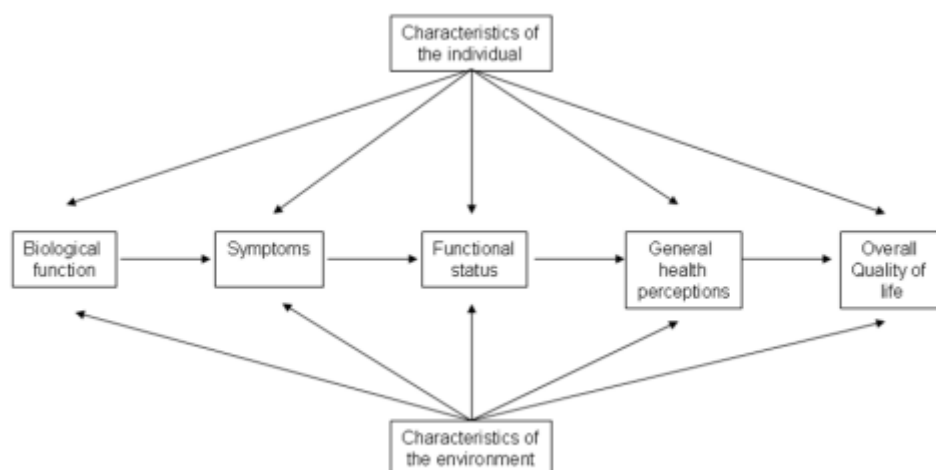 Characteristics of
the individual
Biological
function
Symptoms
Functional
status
General
health
perceptions
Overall
Quality of
life
Characteristics of
the environment